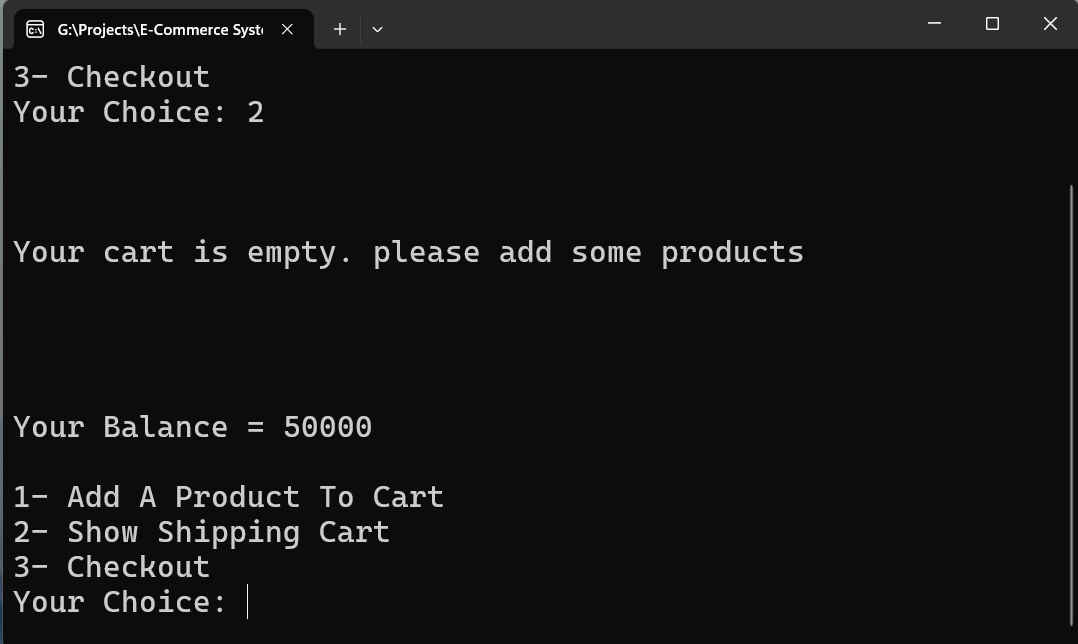 G:\Projects\E-Commerce Syst
3- Checkout
Your Choice: 2
Your cart is empty. please add some products
Your Balance = 50000
1- Add A Product To Cart
2- Show Shipping Cart
3- Checkout
Your Choice: